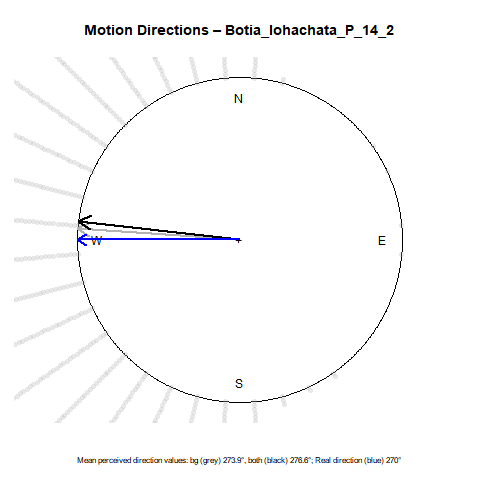 Motion Directions – Botia_lohachata_P_14_2
N
W
E
S
Mean perceived direction values: bg (grey) 273.9°, both (black) 276.6°; Real direction (blue) 270°